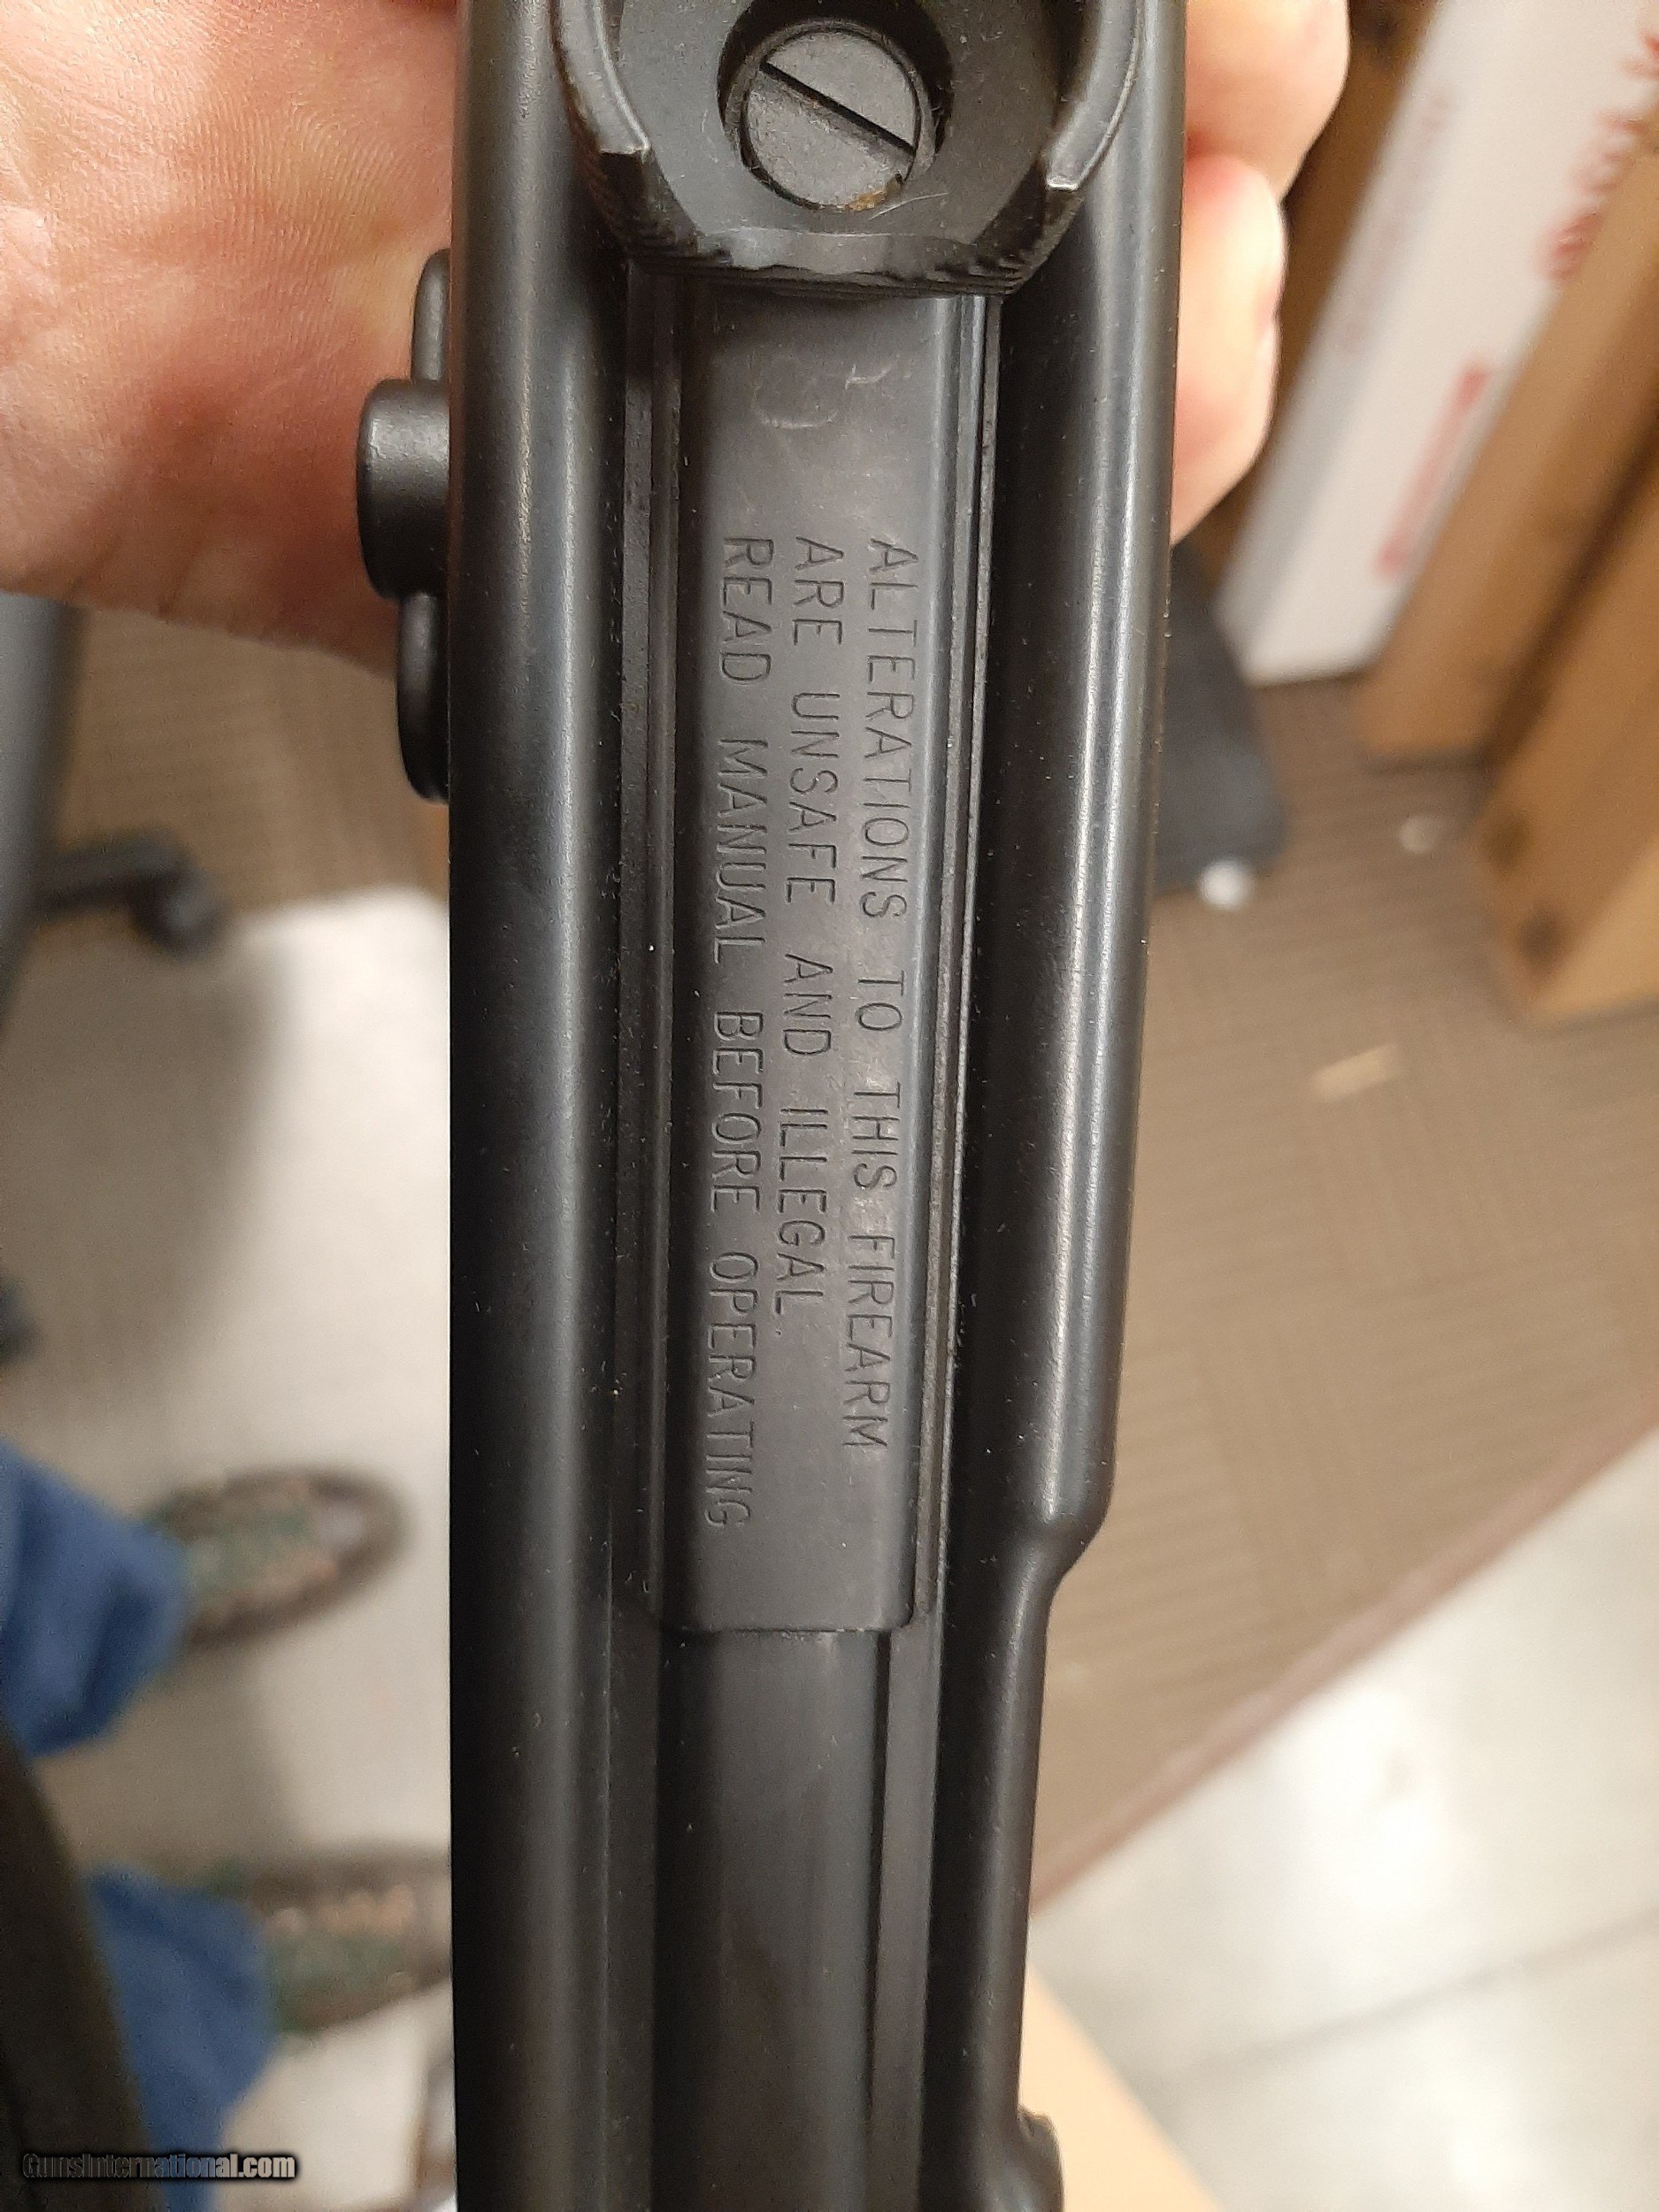 ALTERATIONS TO THIS FIREARM
ARE UNSAFE AND ILLEGAL.
READ MANUAL BEFORE OPERATING
GunsInternational.com